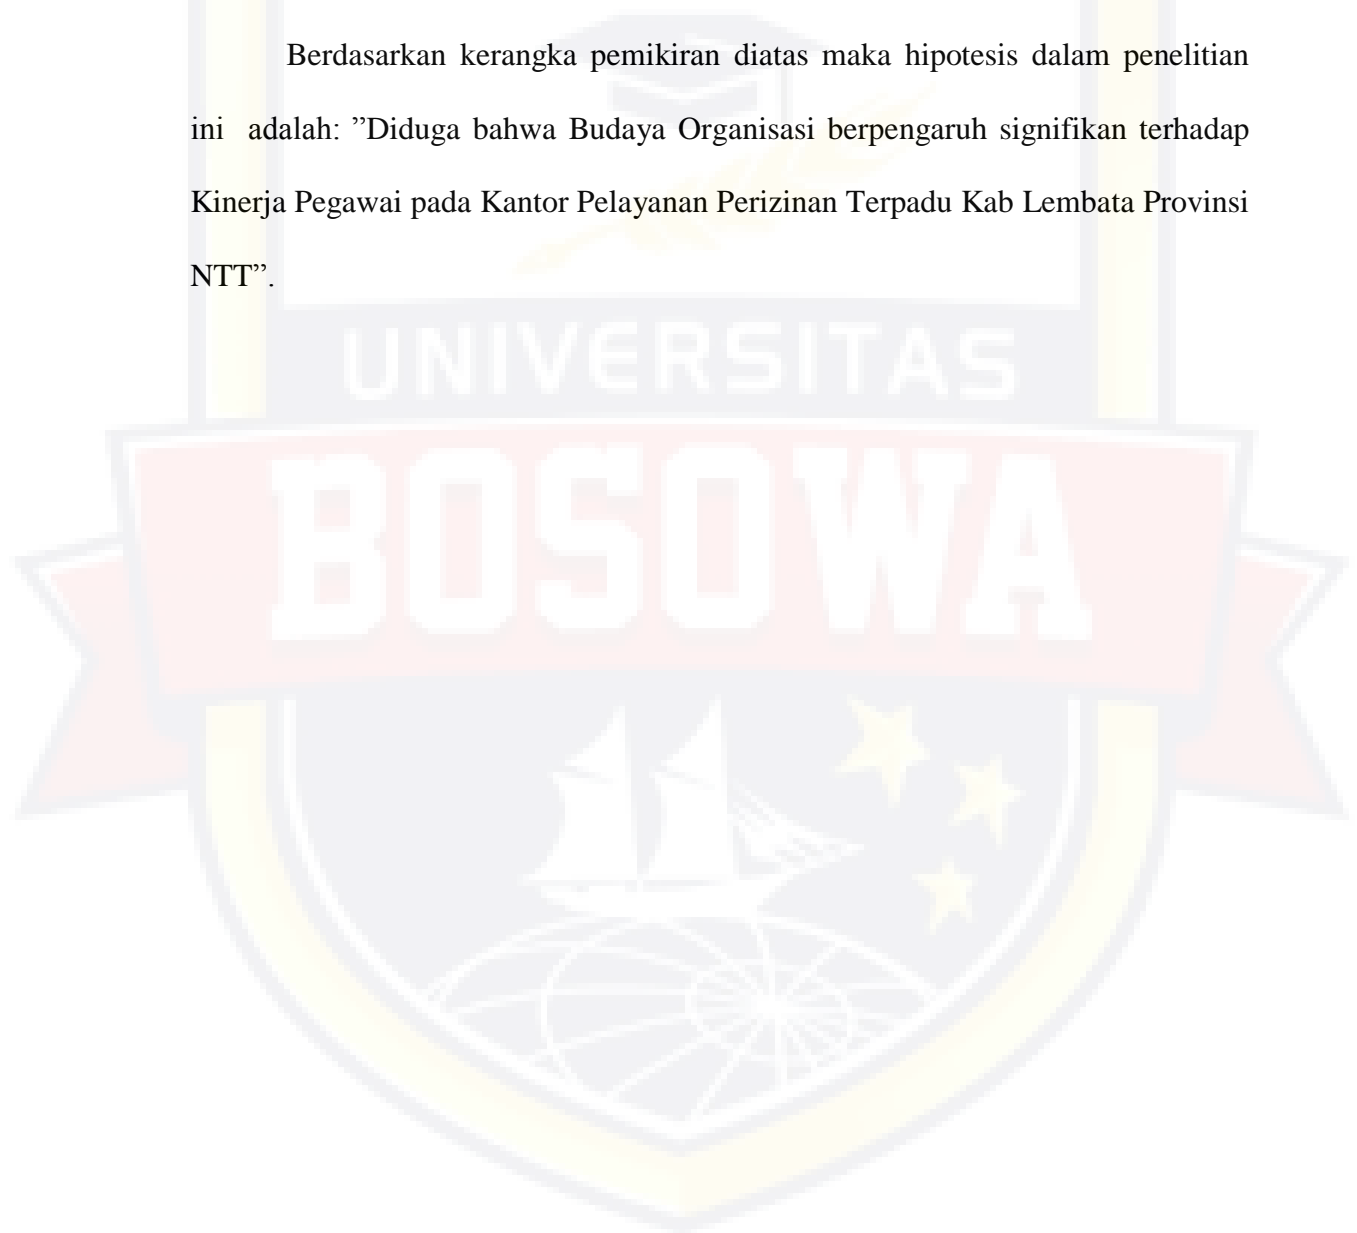 Berdasarkan kerangka pemikiran diatas maka hipotesis dalam penelitian
ini adalah: ”Diduga bahwa Budaya Organisasi berpengaruh signifikan terhadap
Kinerja Pegawai pada Kantor Pelayanan Perizinan Terpadu Kab Lembata Provinsi
NTT”.
UNIVERSITAS
BOSOWA